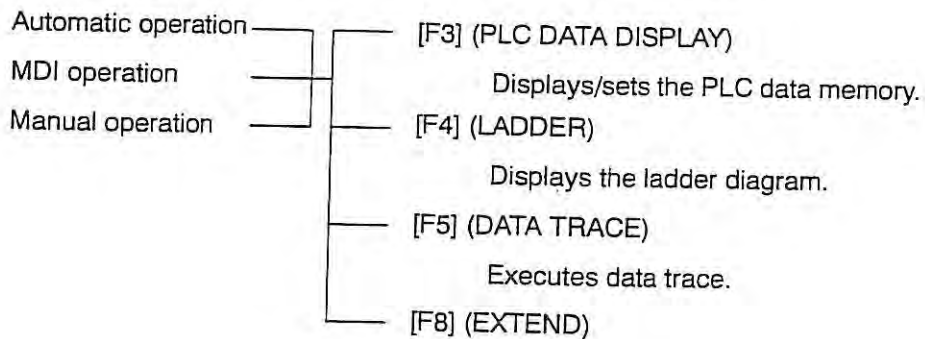 Automatic operation
MDI operation
Manual operation
[F3] (PLC DATA DISPLAY)
Displays/sets the PLC data memory.
[F4] (LADDER)
Displays the ladder diagram.
[F5] (DATA TRACE)
Executes data trace.
[F8] (EXTEND)